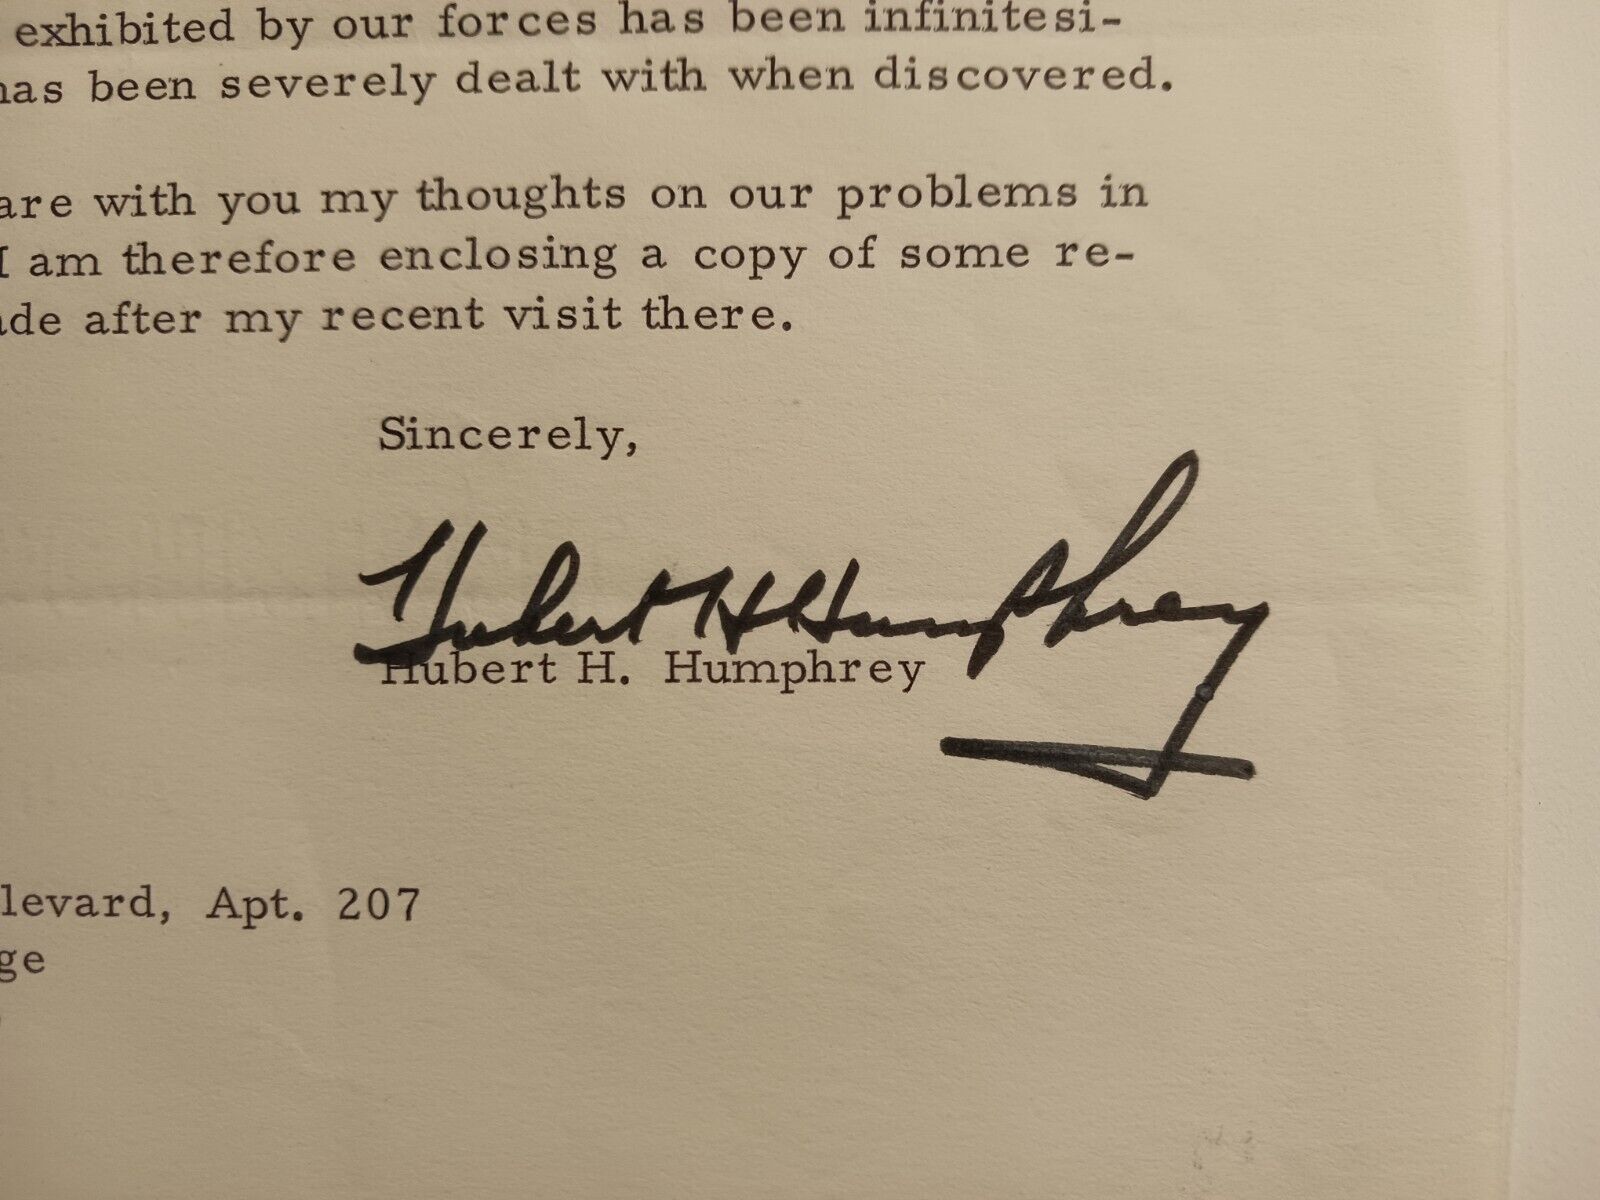 exhibited by our forces has been infinitesi-
has been severely dealt with when discovered.
are with you my thoughts on our problems in
I am therefore enclosing a copy of some re-
ade after my recent visit there.
Sincerely,
Hubert H Humphrey
Hubert H. Humphrey
levard, Apt. 207
ge